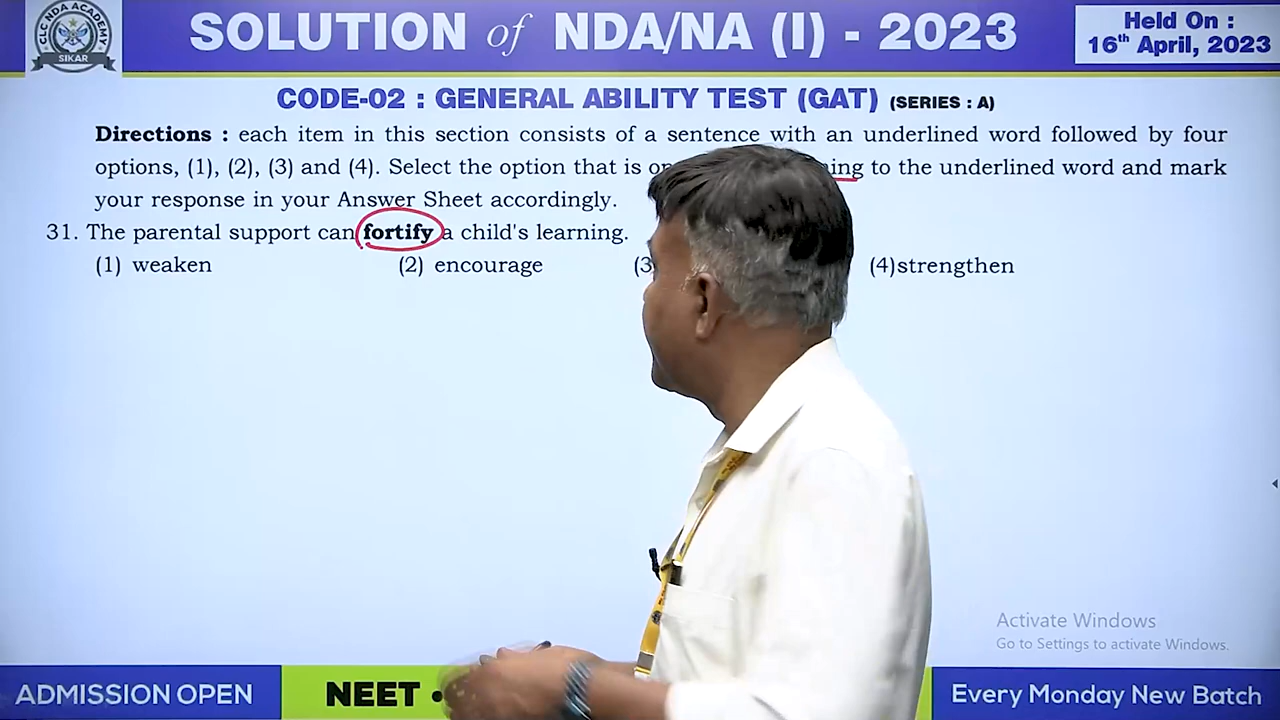 CLC NDA ACADEMY
SIKAR
SOLUTION of NDA/NA (I) - 2023
Held On :
16th April, 2023
CODE-02 : GENERAL ABILITY TEST (GAT) (SERIES : A)
Directions : each item in this section consists of a sentence with an underlined word followed by four
options, (1), (2), (3) and (4). Select the option that is to the underlined word and mark
your response in your Answer Sheet accordingly.
31. The parental support can fortify a child's learning.
(1) weaken (2) encourage (3 (4)strengthen
Activate Windows
Go to Settings to activate Windows.
ADMISSION OPEN
NEET •
Every Monday New Batch